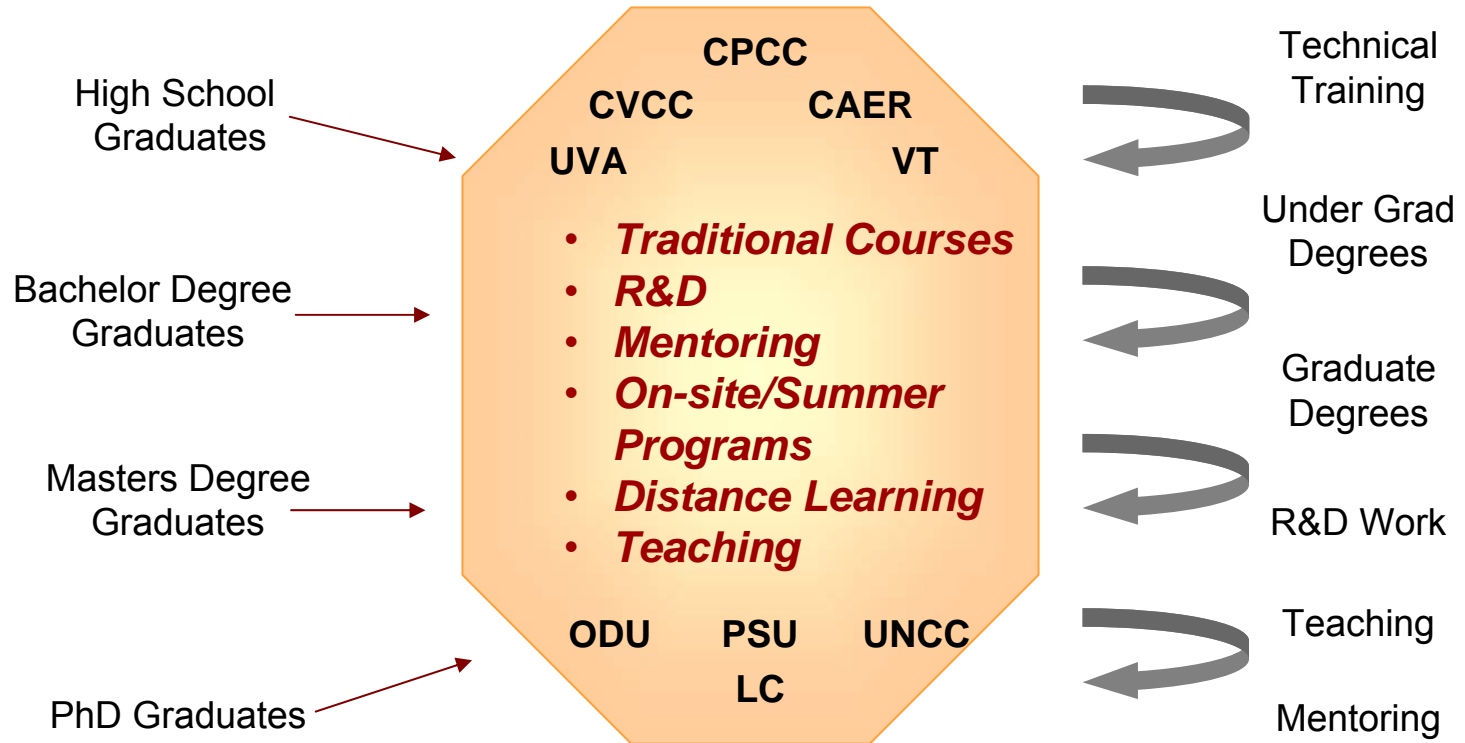 High School
Graduates
Bachelor Degree
Graduates
Masters Degree
Graduates
PhD Graduates
CPCC
CVCC CAER
UVA VT
• Traditional Courses
• R&D
• Mentoring
• On-site/Summer
Programs
• Distance Learning
• Teaching
ODU PSU UNCC
LC
Technical
Training
Under Grad
Degrees
Graduate
Degrees
R&D Work
Teaching
Mentoring